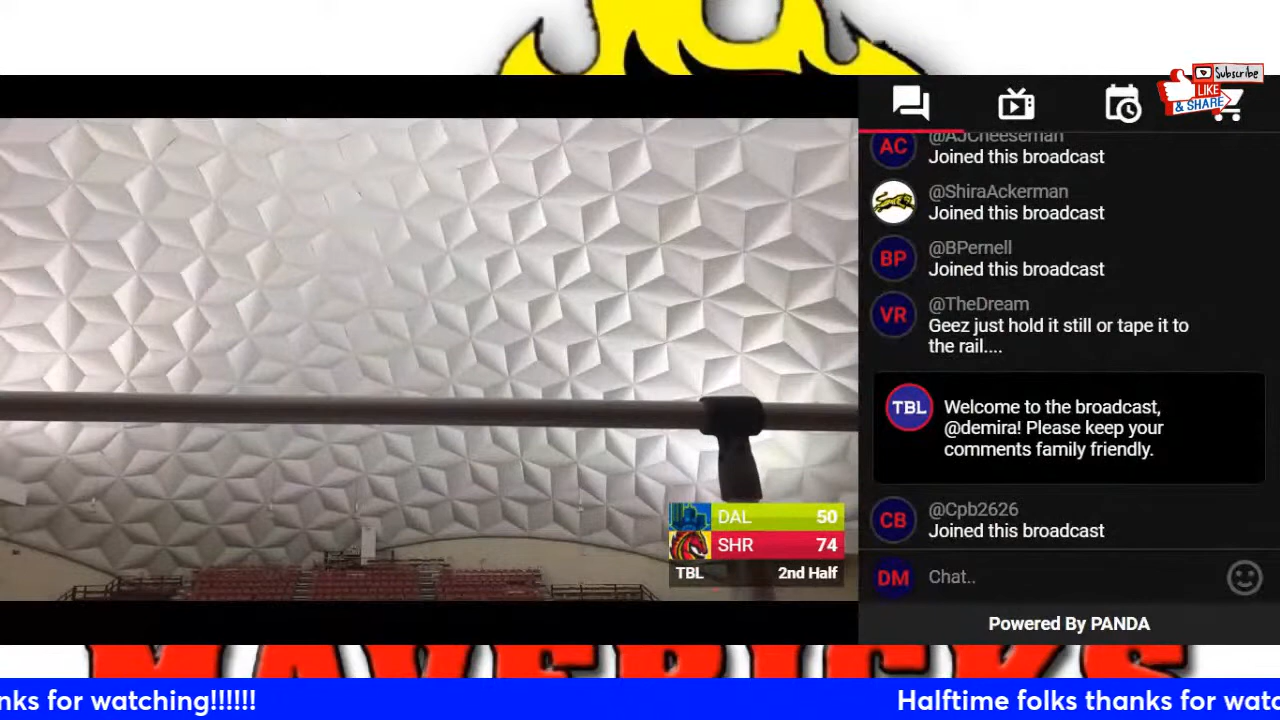 Subscribe
LIKE
& SHARE
AC
@AJCheeseman
Joined this broadcast
@ShiraAckerman
Joined this broadcast
BP
@BPernell
Joined this broadcast
VR
@TheDream
Geez just hold it still or tape it to
the rail....
TBL
Welcome to the broadcast,
@demira! Please keep your
comments family friendly.
CB
@Cpb2626
Joined this broadcast
DM
Chat..
Powered By PANDA
DAL 50
SHR 74
TBL 2nd Half
MAVERICKS
nks for watching!!!!!! Halftime folks thanks for watc